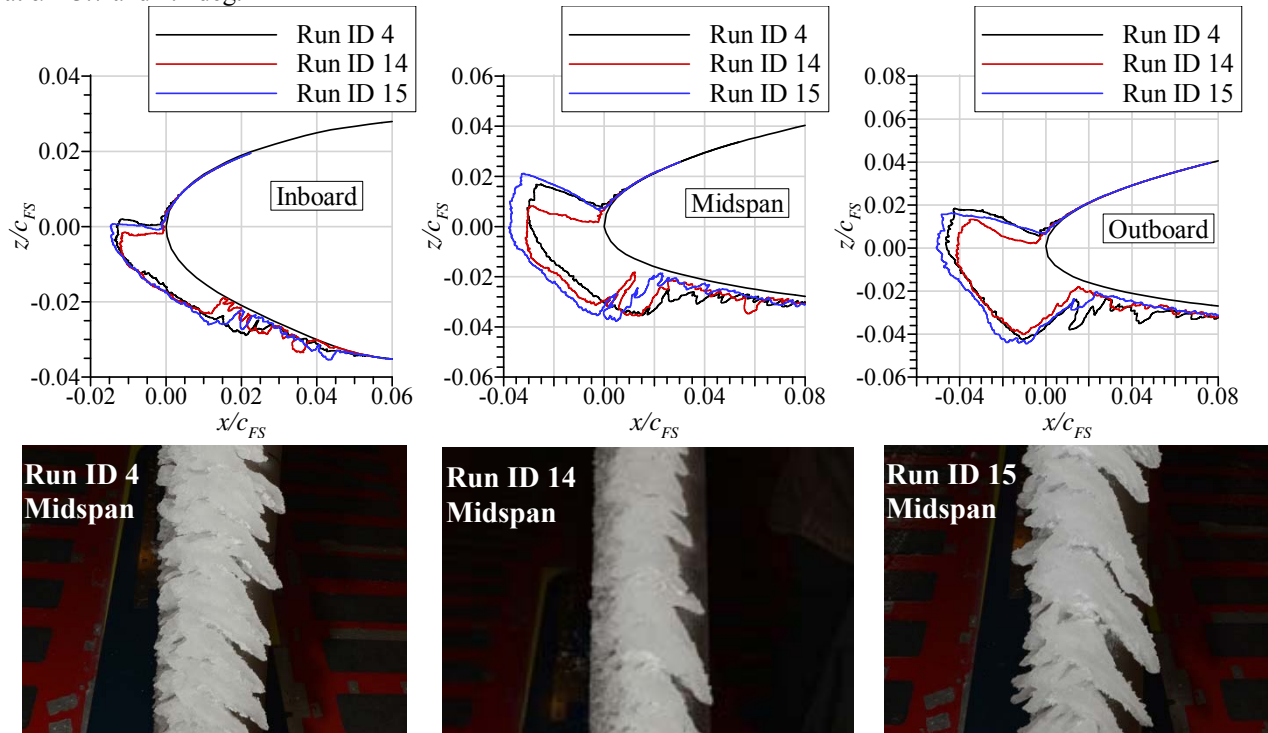 Run ID 4
Run ID 14
Run ID 15
0.04
0.02
0.00
-0.02
-0.04
z/c_FS
Inboard
-0.02 0.00 0.02 0.04 0.06
x/c_FS
Run ID 4
Run ID 14
Run ID 15
0.06
0.04
0.02
0.00
-0.02
-0.04
-0.06
z/c_FS
Midspan
-0.04 0.00 0.04 0.08
x/c_FS
Run ID 4
Run ID 14
Run ID 15
0.08
0.06
0.04
0.02
0.00
-0.02
-0.04
-0.06
z/c_FS
Outboard
-0.04 0.00 0.04 0.08
x/c_FS
Run ID 4
Midspan
Run ID 14
Midspan
Run ID 15
Midspan